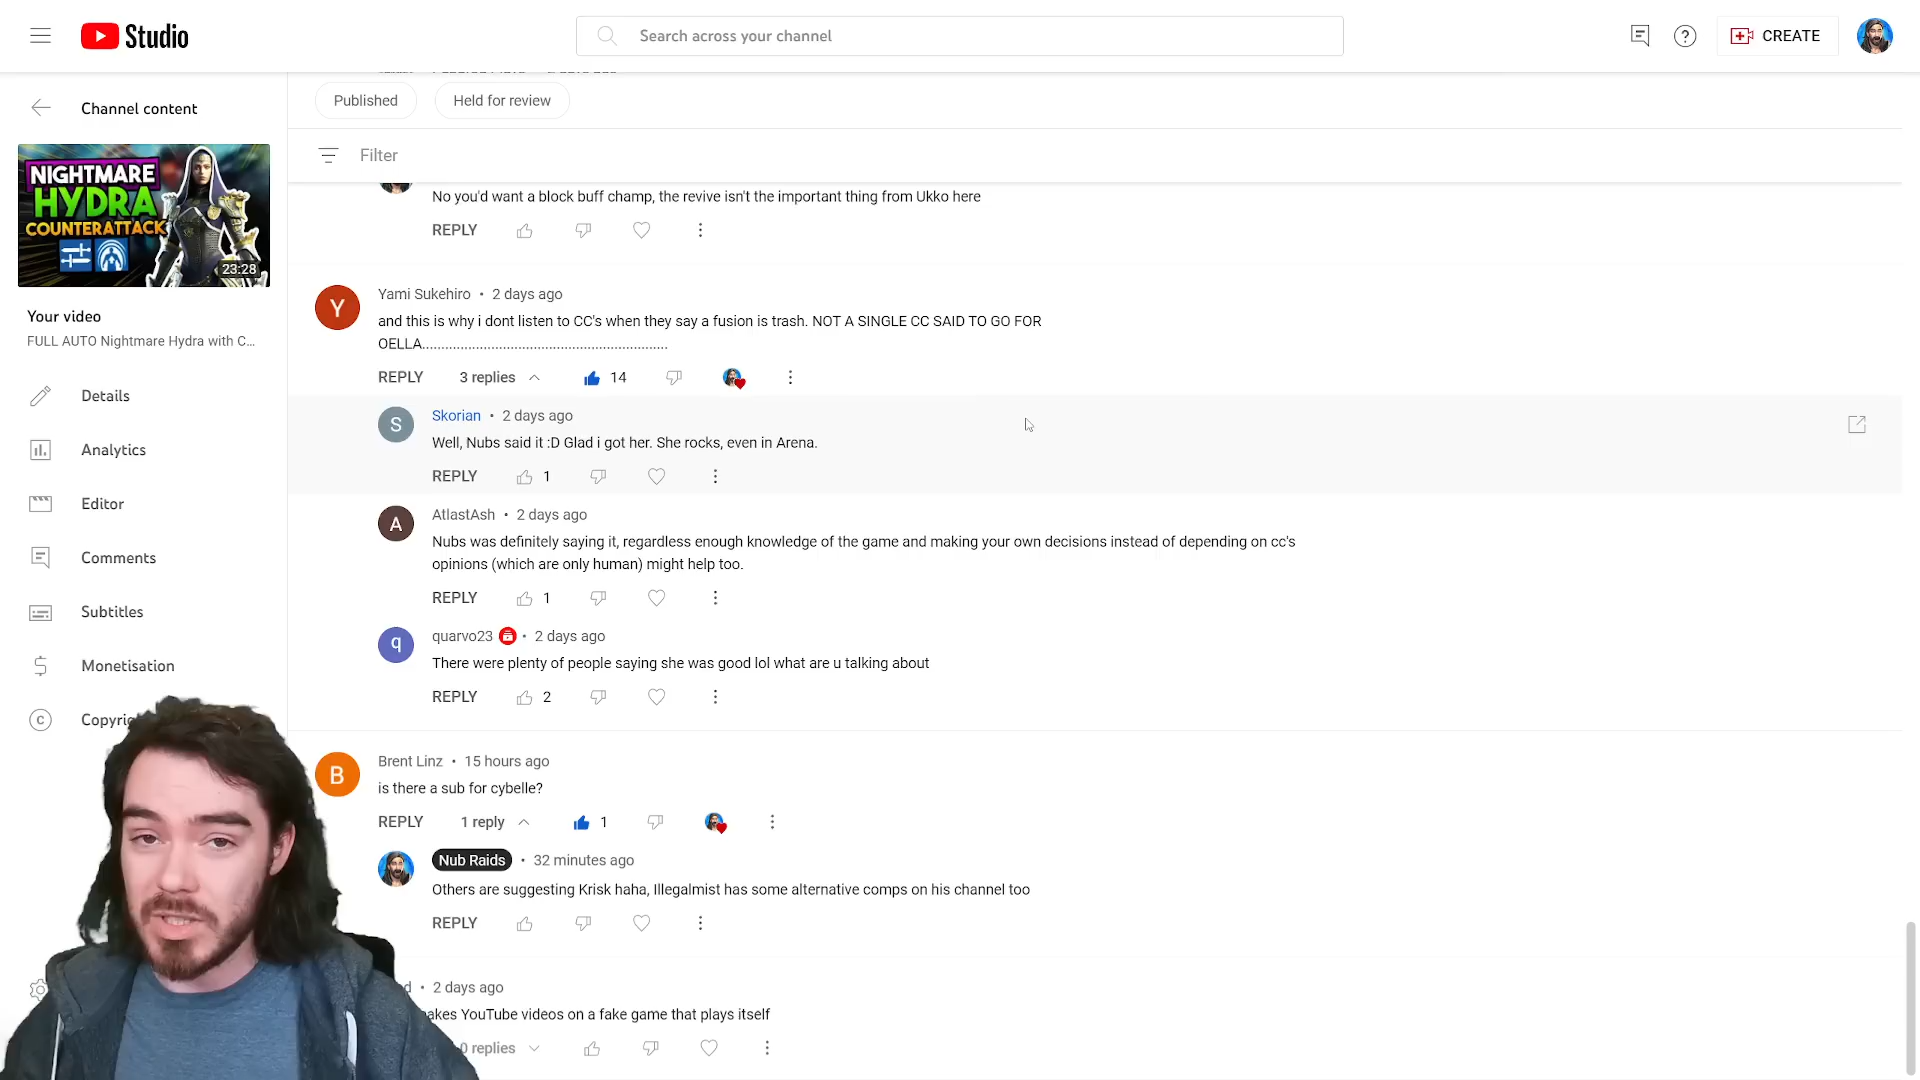 Studio
Search across your channel
CREATE
Channel content
Published
Held for review
Filter
NIGHTMARE
HYDRA
COUNTERATTACK
23:28
Your video
FULL AUTO Nightmare Hydra with C...
Details
Analytics
Editor
Comments
Subtitles
Monetisation
No you'd want a block buff champ, the revive isn't the important thing from Ukko here
REPLY
Y
Yami Sukehiro • 2 days ago
and this is why i dont listen to CC's when they say a fusion is trash. NOT A SINGLE CC SAID TO GO FOR
OELLA................................................................
REPLY 3 replies 14
S
Skorian • 2 days ago
Well, Nubs said it :D Glad i got her. She rocks, even in Arena.
REPLY 1
A
AtlastAsh • 2 days ago
Nubs was definitely saying it, regardless enough knowledge of the game and making your own decisions instead of depending on cc's
opinions (which are only human) might help too.
REPLY 1
q
quarvo23 • 2 days ago
There were plenty of people saying she was good lol what are u talking about
REPLY 2
B
Brent Linz • 15 hours ago
is there a sub for cybelle?
REPLY 1 reply 1
Nub Raids • 32 minutes ago
Others are suggesting Krisk haha, Illegalmist has some alternative comps on his channel too
REPLY
• 2 days ago
YouTube videos on a fake game that plays itself
0 replies